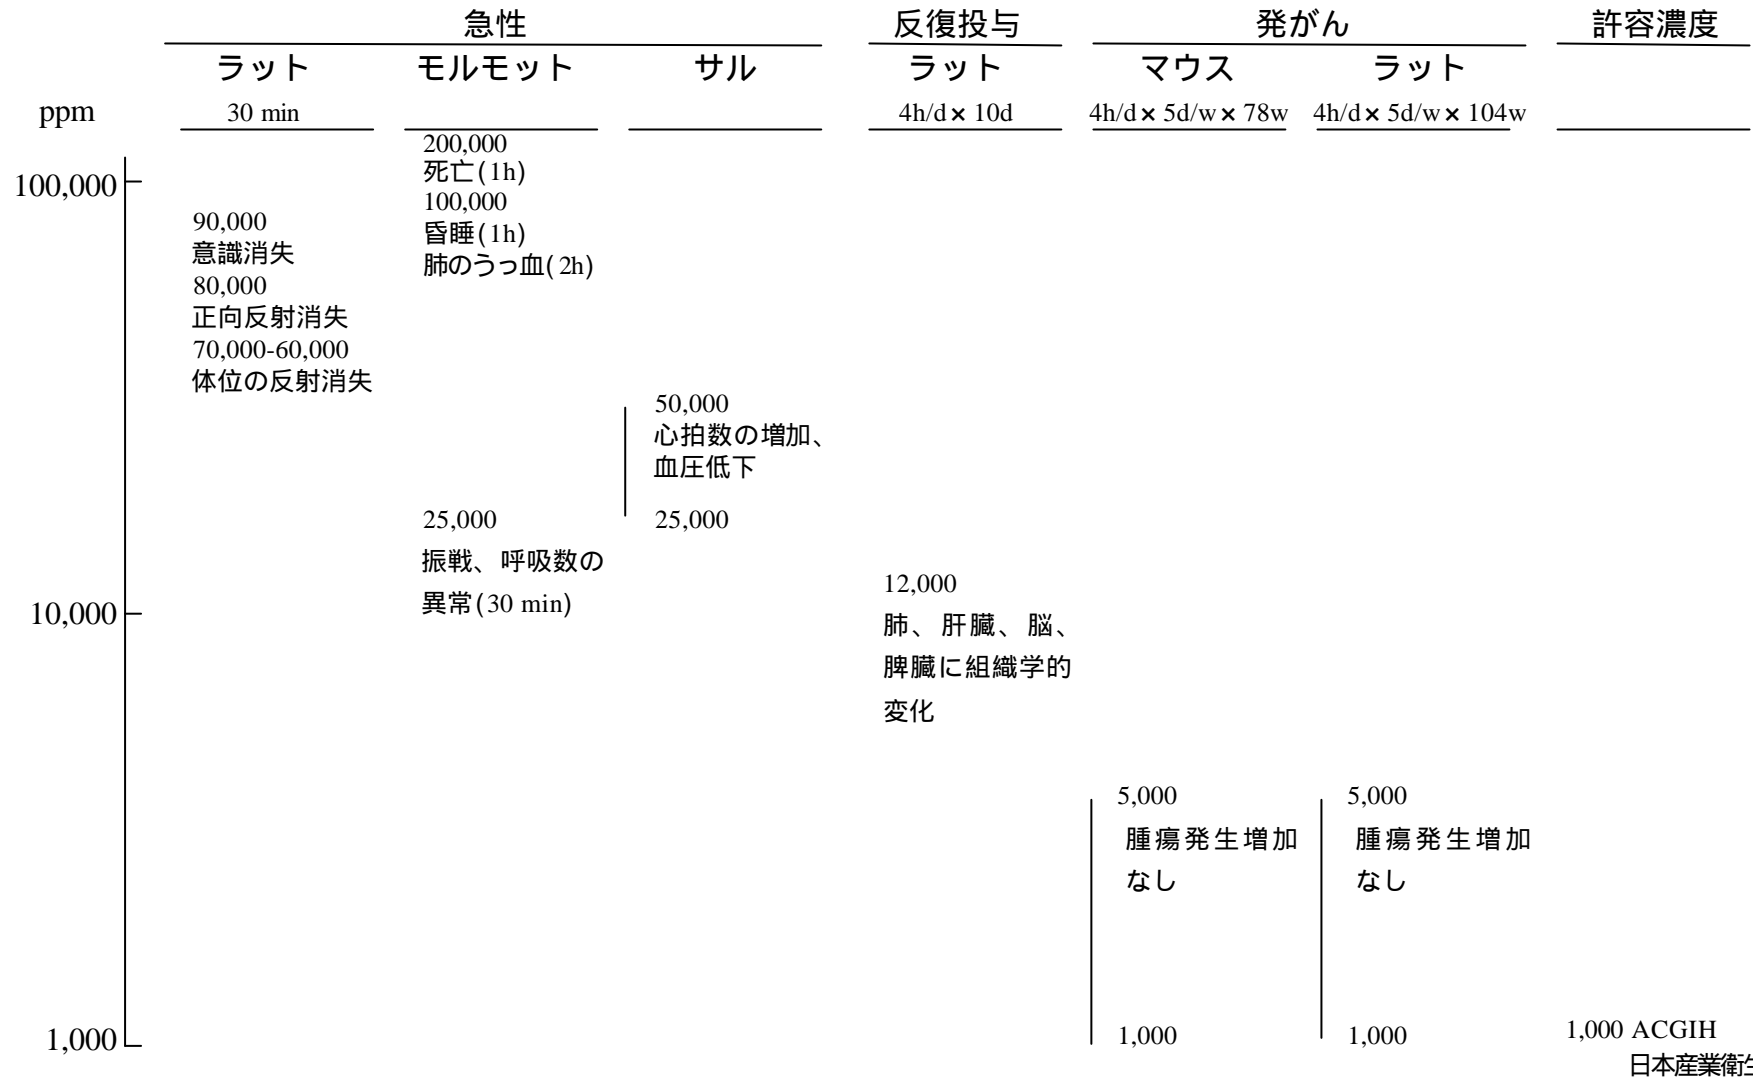 急性 反復投与 発がん 許容濃度
ラット モルモット サル ラット マウス ラット
ppm 30 min 4h/d × 10d 4h/d × 5d/w × 78w 4h/d × 5d/w × 104w
100,000
10,000
1,000
90,000
意識消失
80,000
正向反射消失
70,000-60,000
体位の反射消失
200,000
死亡(1h)
100,000
昏睡(1h)
肺のうっ血(2h)
25,000
振戦、呼吸数の
異常(30 min)
50,000
心拍数の増加、
血圧低下
25,000
12,000
肺、肝臓、脳、
脾臓に組織学的
変化
5,000
腫瘍発生増加
なし
1,000
5,000
腫瘍発生増加
なし
1,000
1,000 ACGIH
日本産業衛生